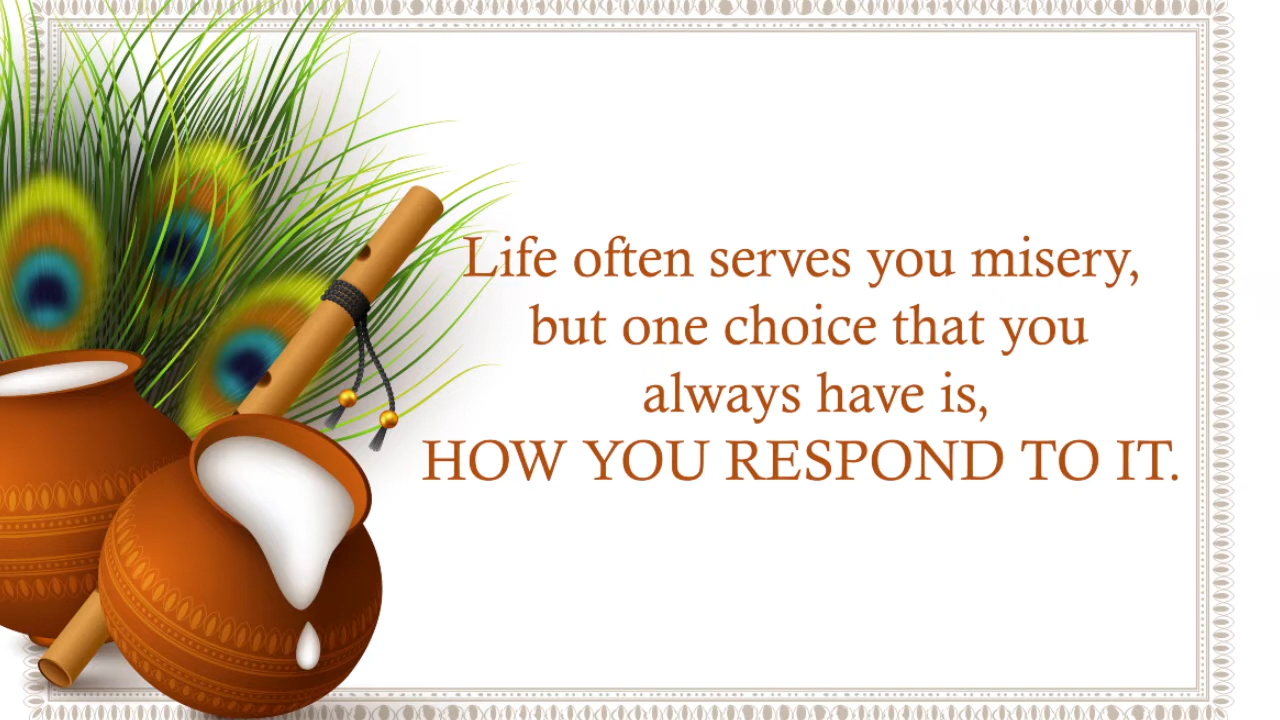 Life often serves you misery,
but one choice that you
always have is,
HOW YOU RESPOND TO IT.